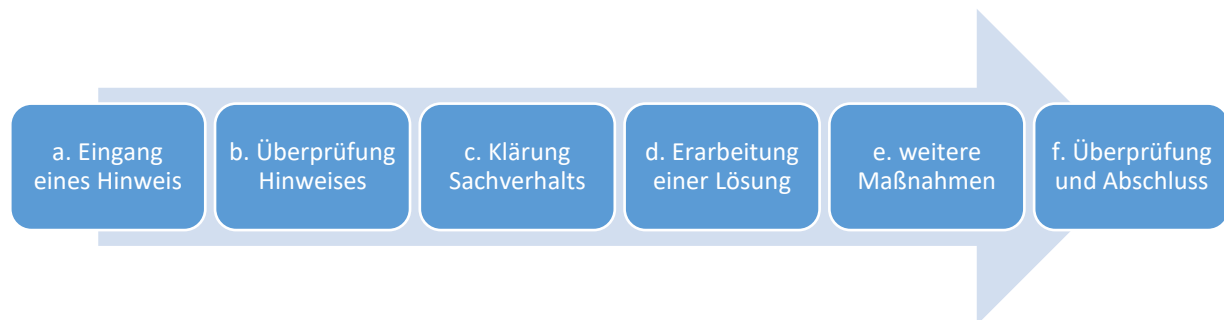 a. Eingang
eines Hinweis
b. Überprüfung
Hinweises
c. Klärung
Sachverhalts
d. Erarbeitung
einer Lösung
e. weitere
Maßnahmen
f. Überprüfung
und Abschluss